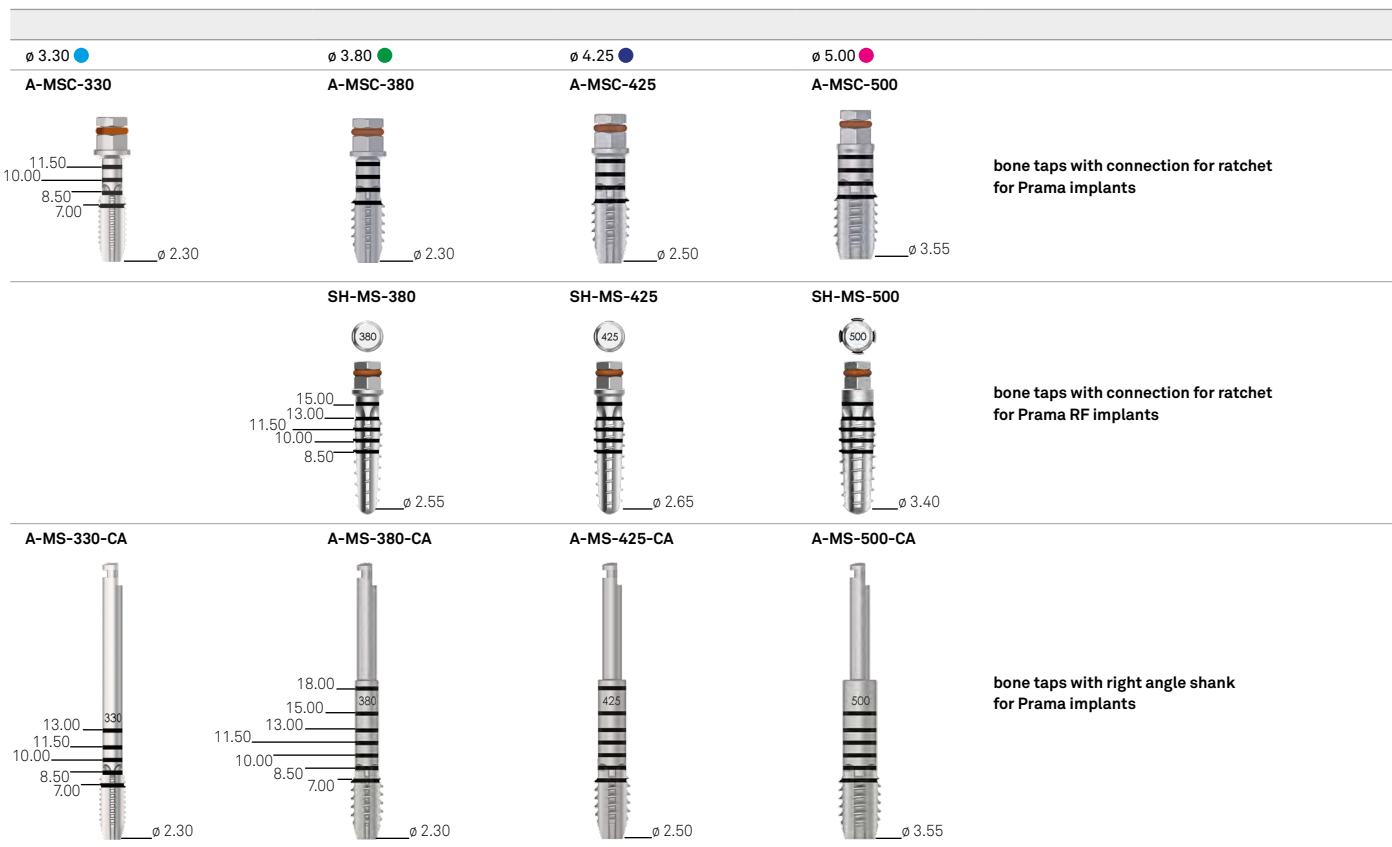 ø 3.30
ø 3.80
ø 4.25
ø 5.00
A-MSC-330
A-MSC-380
A-MSC-425
A-MSC-500
11.50
10.00
8.50
7.00
ø 2.30
ø 2.30
ø 2.50
ø 3.55
bone taps with connection for ratchet
for Prama implants
SH-MS-380
SH-MS-425
SH-MS-500
380
425
500
15.00
13.00
11.50
10.00
8.50
ø 2.55
ø 2.65
ø 3.40
bone taps with connection for ratchet
for Prama RF implants
A-MS-330-CA
A-MS-380-CA
A-MS-425-CA
A-MS-500-CA
330
13.00
11.50
10.00
8.50
7.00
ø 2.30
18.00
380
15.00
13.00
11.50
10.00
8.50
7.00
ø 2.30
425
ø 2.50
500
ø 3.55
bone taps with right angle shank
for Prama implants